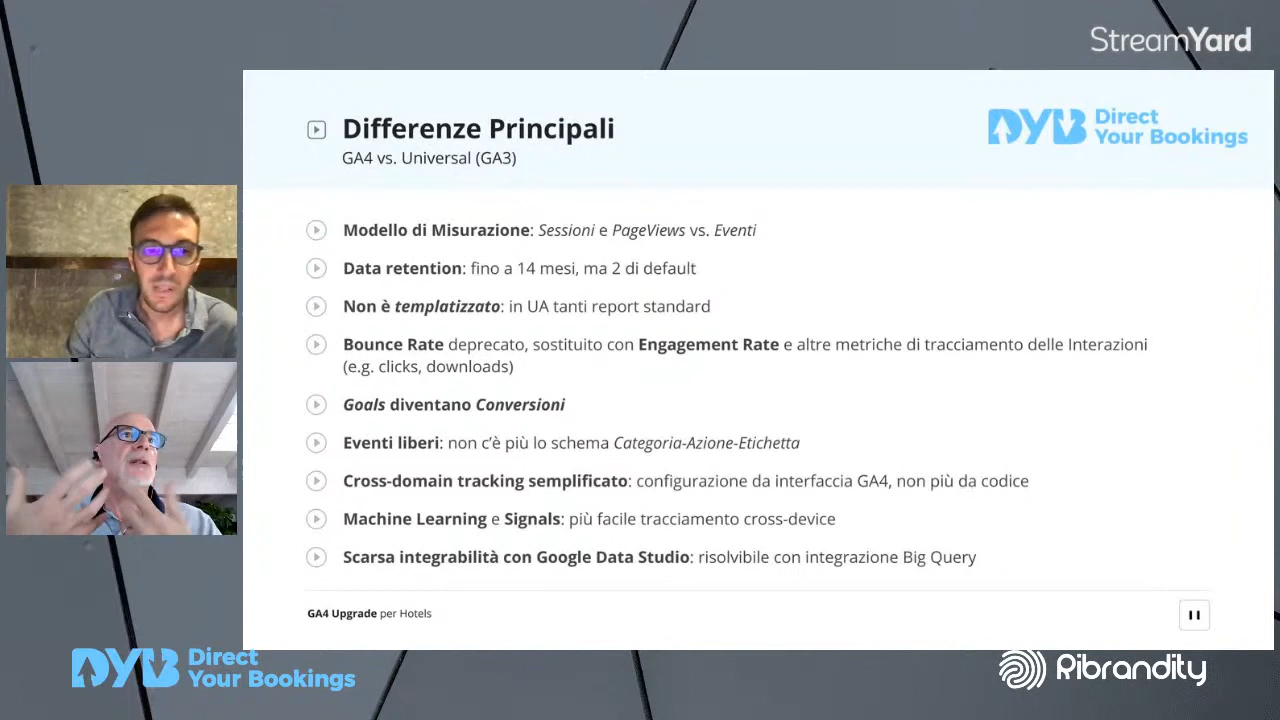 StreamYard
Differenze Principali
GA4 vs. Universal (GA3)
DYB Direct
Your Bookings
Modello di Misurazione: Sessioni e PageViews vs. Eventi
Data retention: fino a 14 mesi, ma 2 di default
Non è templatizzato: in UA tanti report standard
Bounce Rate deprecato, sostituito con Engagement Rate e altre metriche di tracciamento delle Interazioni
(e.g. clicks, downloads)
Goals diventano Conversioni
Eventi liberi: non c’è più lo schema Categoria-Azione-Etichetta
Cross-domain tracking semplificato: configurazione da interfaccia GA4, non più da codice
Machine Learning e Signals: più facile tracciamento cross-device
Scarsa integrabilità con Google Data Studio: risolvibile con integrazione Big Query
GA4 Upgrade per Hotels
DYB Direct
Your Bookings
Ribrandity